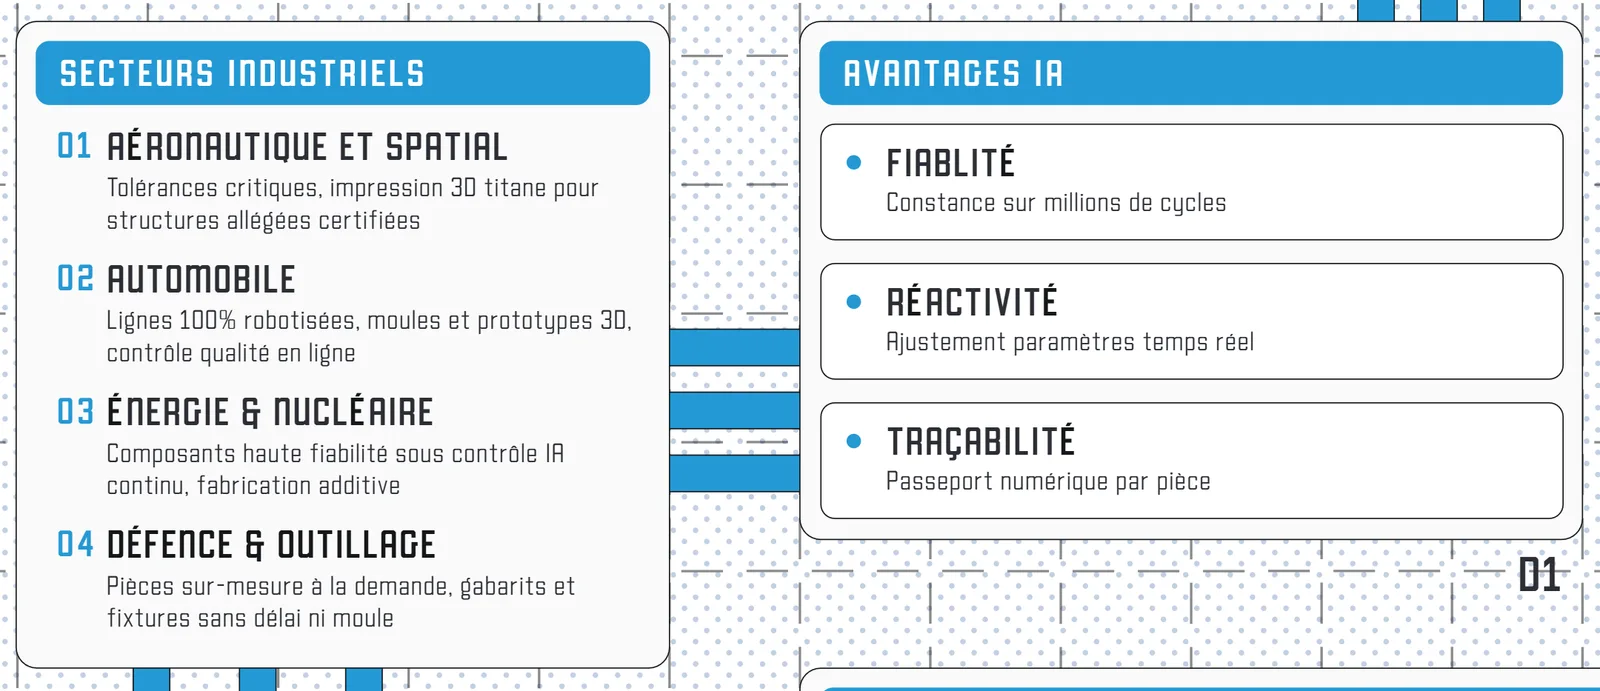 SECTEURS INDUSTRIELS
01 AÉRONAUTIQUE ET SPATIAL
Tolérances critiques, impression 3D titane pour
structures allégées certifiées
02 AUTOMOBILE
Lignes 100% robotisées, moules et prototypes 3D,
contrôle qualité en ligne
03 ÉNERGIE & NUCLÉAIRE
Composants haute fiabilité sous contrôle IA
continu, fabrication additive
04 DÉFENCE & OUTILLAGE
Pièces sur-mesure à la demande, gabarits et
fixtures sans délai ni moule
AVANTAGES IA
FIABLITÉ
Constance sur millions de cycles
RÉACTIVITÉ
Ajustement paramètres temps réel
TRAÇABILITÉ
Passeport numérique par pièce
01